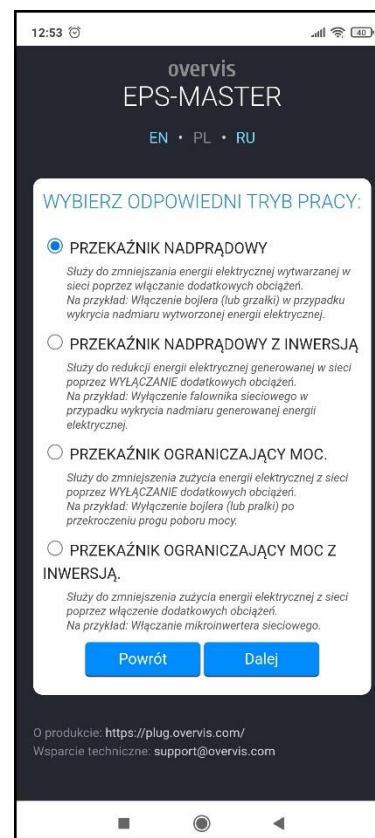 12:53
40
overvis
EPS-MASTER
EN • PL • RU
WYBIERZ ODPOWIEDNI TRYB PRACY:
PRZEKAŹNIK NADPRĄDOWY
Służy do zmniejszania energii elektrycznej wytwarzanej w
sieci poprzez włączanie dodatkowych obciążeń.
Na przykład: Włączenie bojlera (lub grzałki) w przypadku
wykrycia nadmiaru wytworzonej energii elektrycznej.
PRZEKAŹNIK NADPRĄDOWY Z INWERSJĄ
Służy do redukcji energii elektrycznej generowanej w sieci
poprzez WYŁĄCZANIE dodatkowych obciążeń.
Na przykład: Wyłączenie falownika sieciowego w
przypadku wykrycia nadmiaru generowanej energii
elektrycznej.
PRZEKAŹNIK OGRANICZAJĄCY MOC.
Służy do zmniejszenia zużycia energii elektrycznej z sieci
poprzez WYŁĄCZANIE dodatkowych obciążeń.
Na przykład: Wyłączenie bojlera (lub pralki) po
przekroczeniu progu poboru mocy.
PRZEKAŹNIK OGRANICZAJĄCY MOC Z
INWERSJĄ.
Służy do zmniejszenia zużycia energii elektrycznej z sieci
poprzez włączenie dodatkowych obciążeń.
Na przykład: Włączanie mikroinwertera sieciowego.
Powrót Dalej
O produkcie: https://plug.overvis.com/
Wsparcie techniczne: support@overvis.com